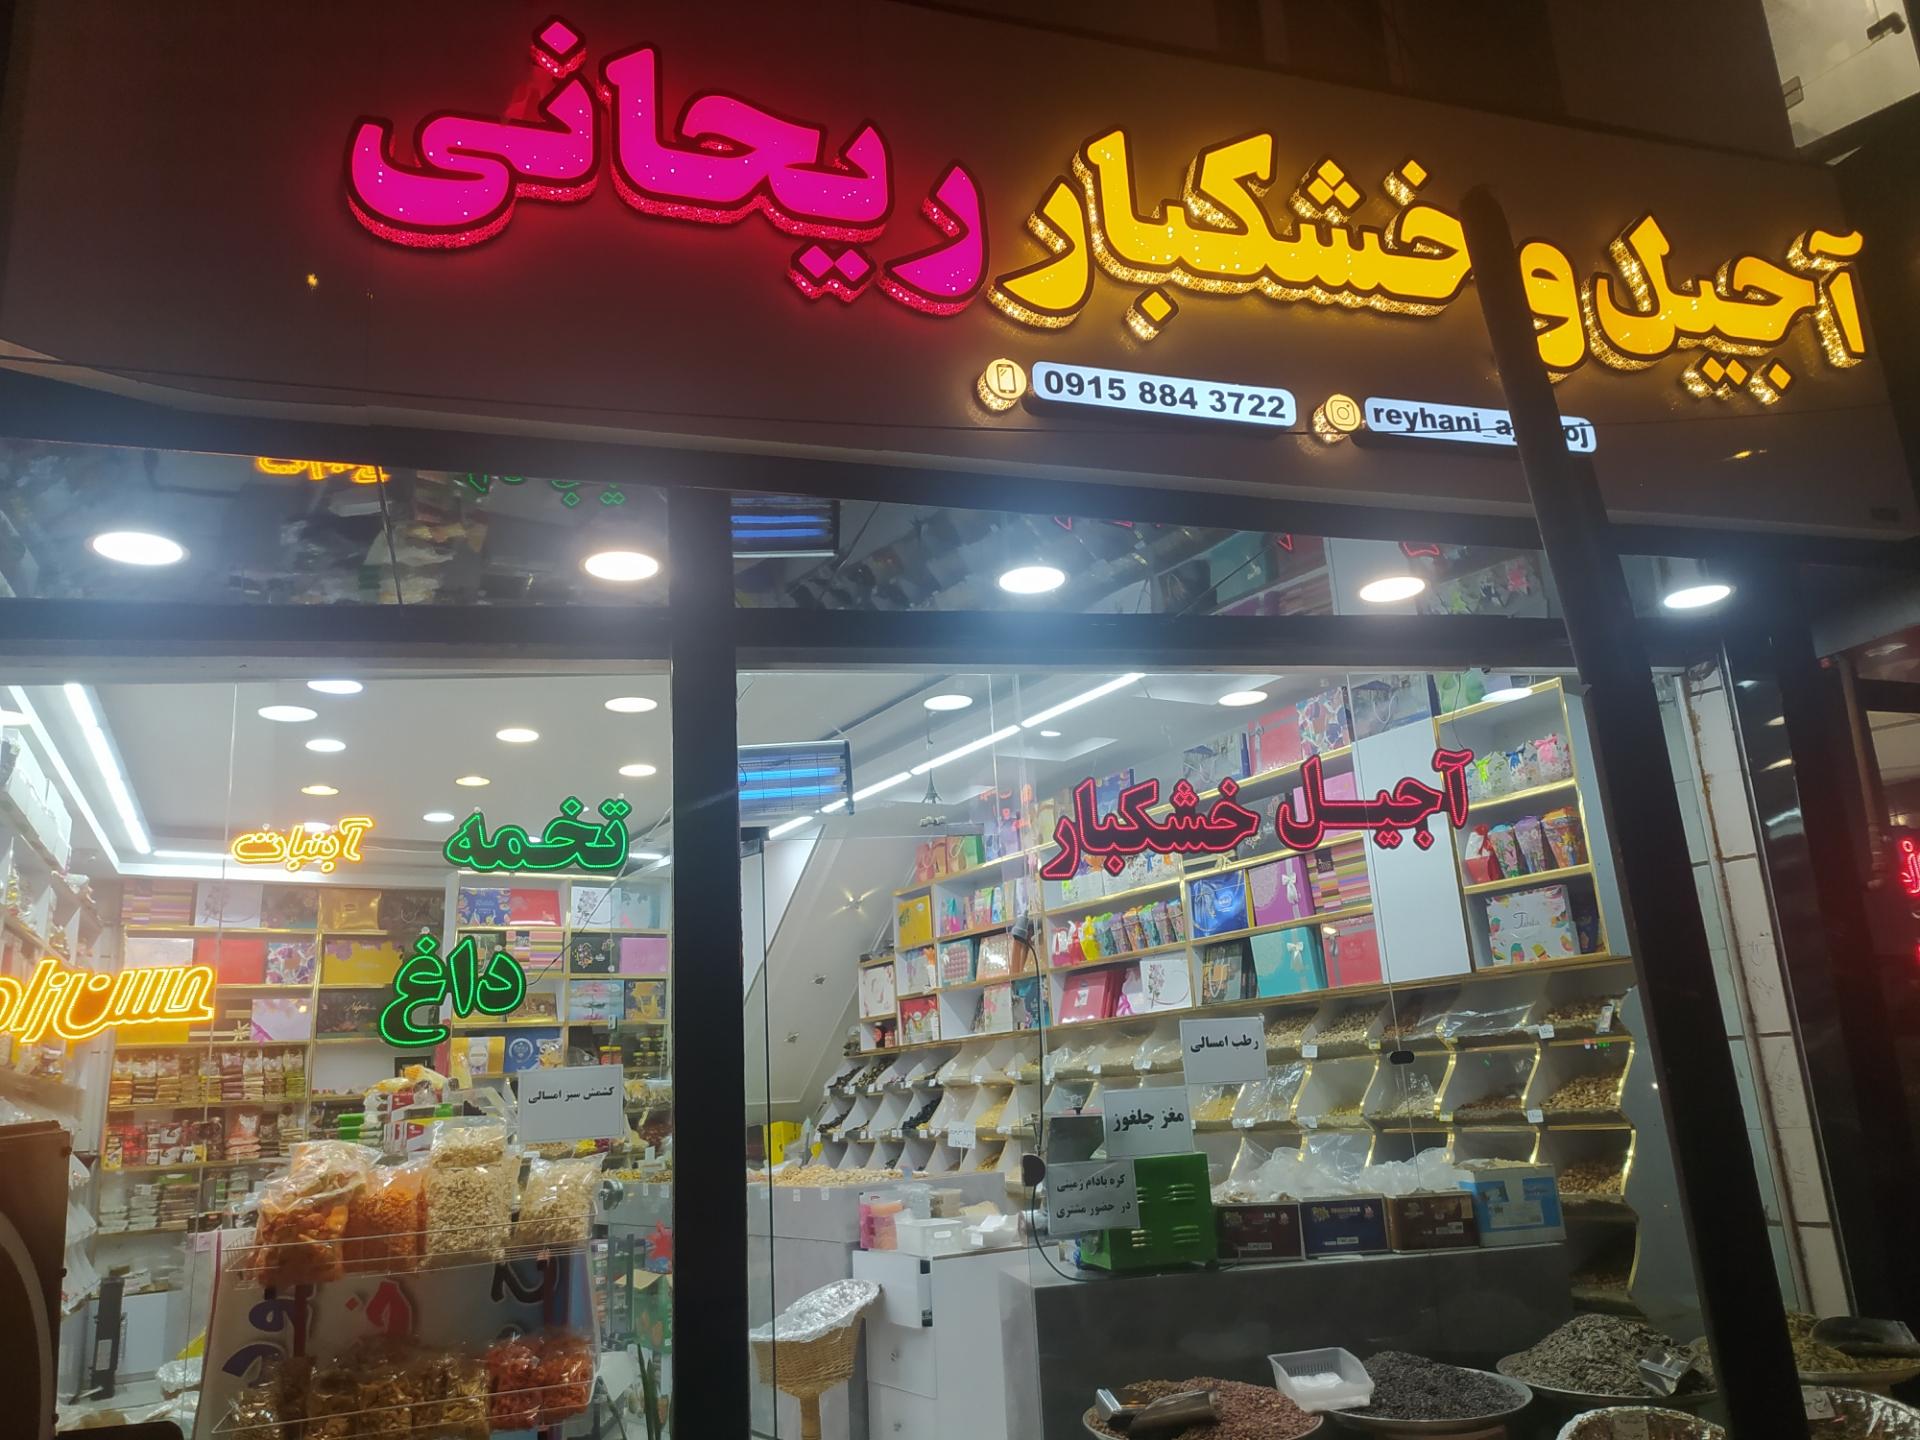 آجیل و خشکبار ریحانی
0915 884 3722
آجیل خشکبار
تخمه
داغ
آبنبات
رطب امسالی
مغز چلغوز
کره بادام زمینی
در حضور مشتری
کشمش سبز امسالی